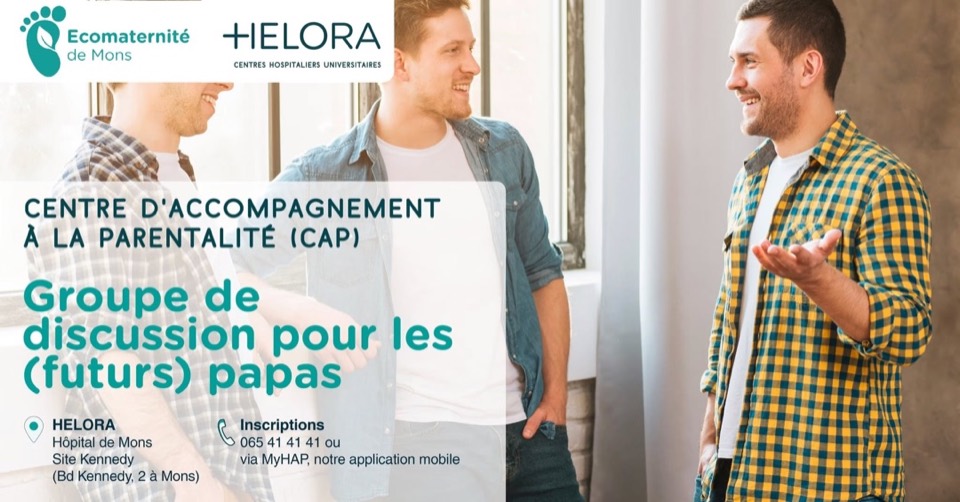 Ecomaternité
de Mons
HELORA
CENTRES HOSPITALIERS UNIVERSITAIRES
CENTRE D'ACCOMPAGNEMENT
À LA PARENTALITÉ (CAP)
Groupe de
discussion pour les
(futurs) papas
HELORA
Hôpital de Mons
Site Kennedy
(Bd Kennedy, 2 à Mons)
Inscriptions
065 41 41 41 ou
via MyHAP, notre application mobile